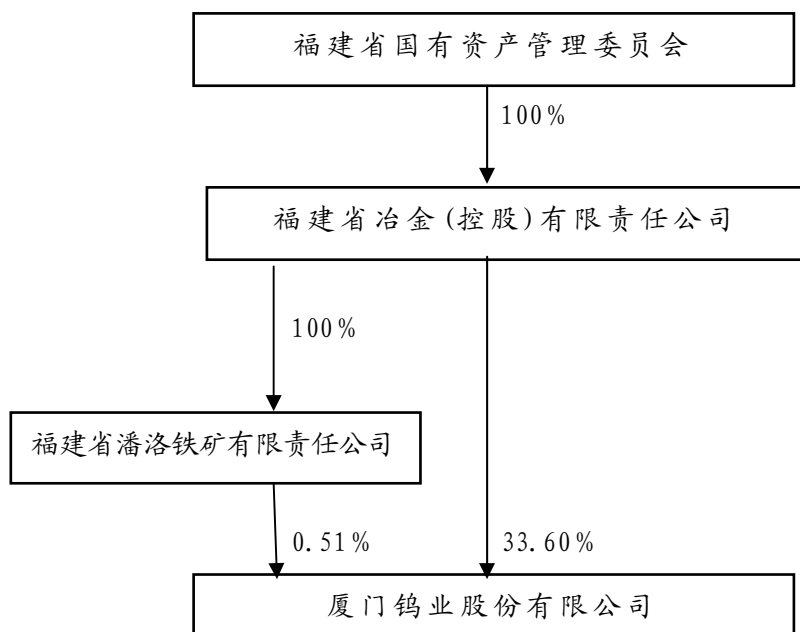 福建省国有资产管理委员会
100%
福建省冶金(控股)有限责任公司
100%
福建省潘洛铁矿有限责任公司
0.51%
33.60%
厦门钨业股份有限公司